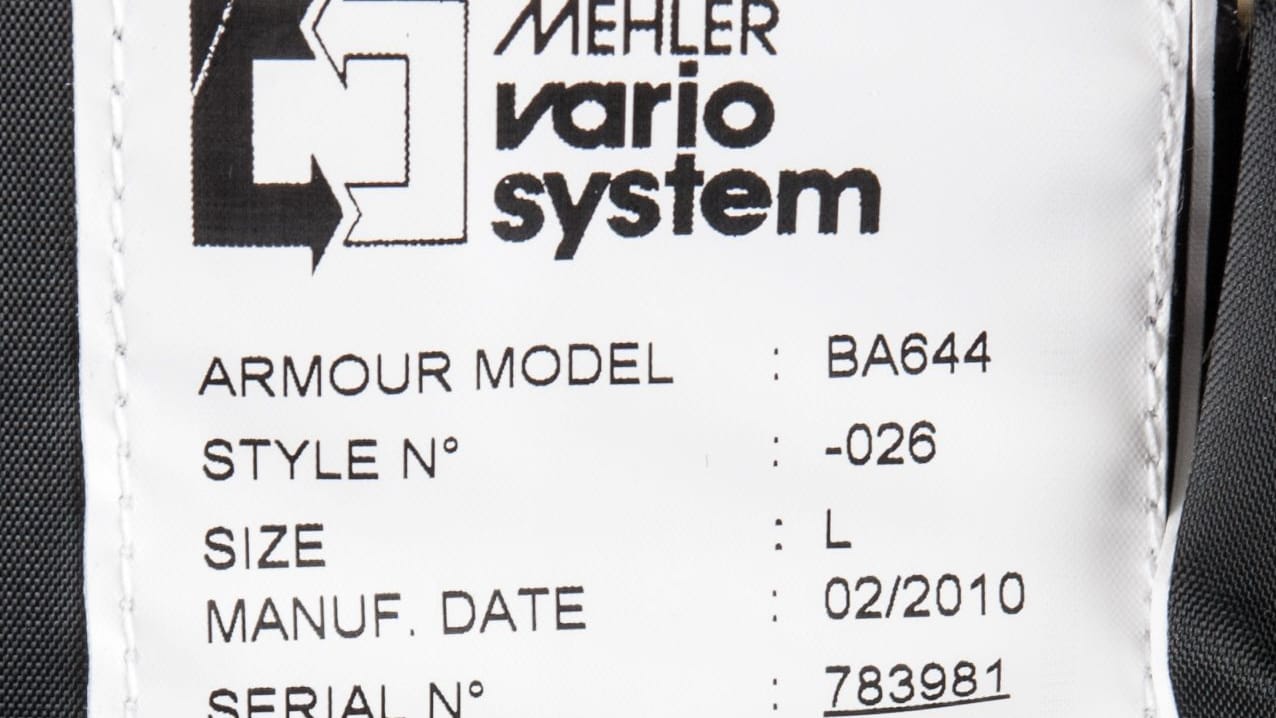 MEHLER
vario
system
ARMOUR MODEL : BA644
STYLE N° : -026
SIZE : L
MANUF. DATE : 02/2010
SERIAL N° : 783981